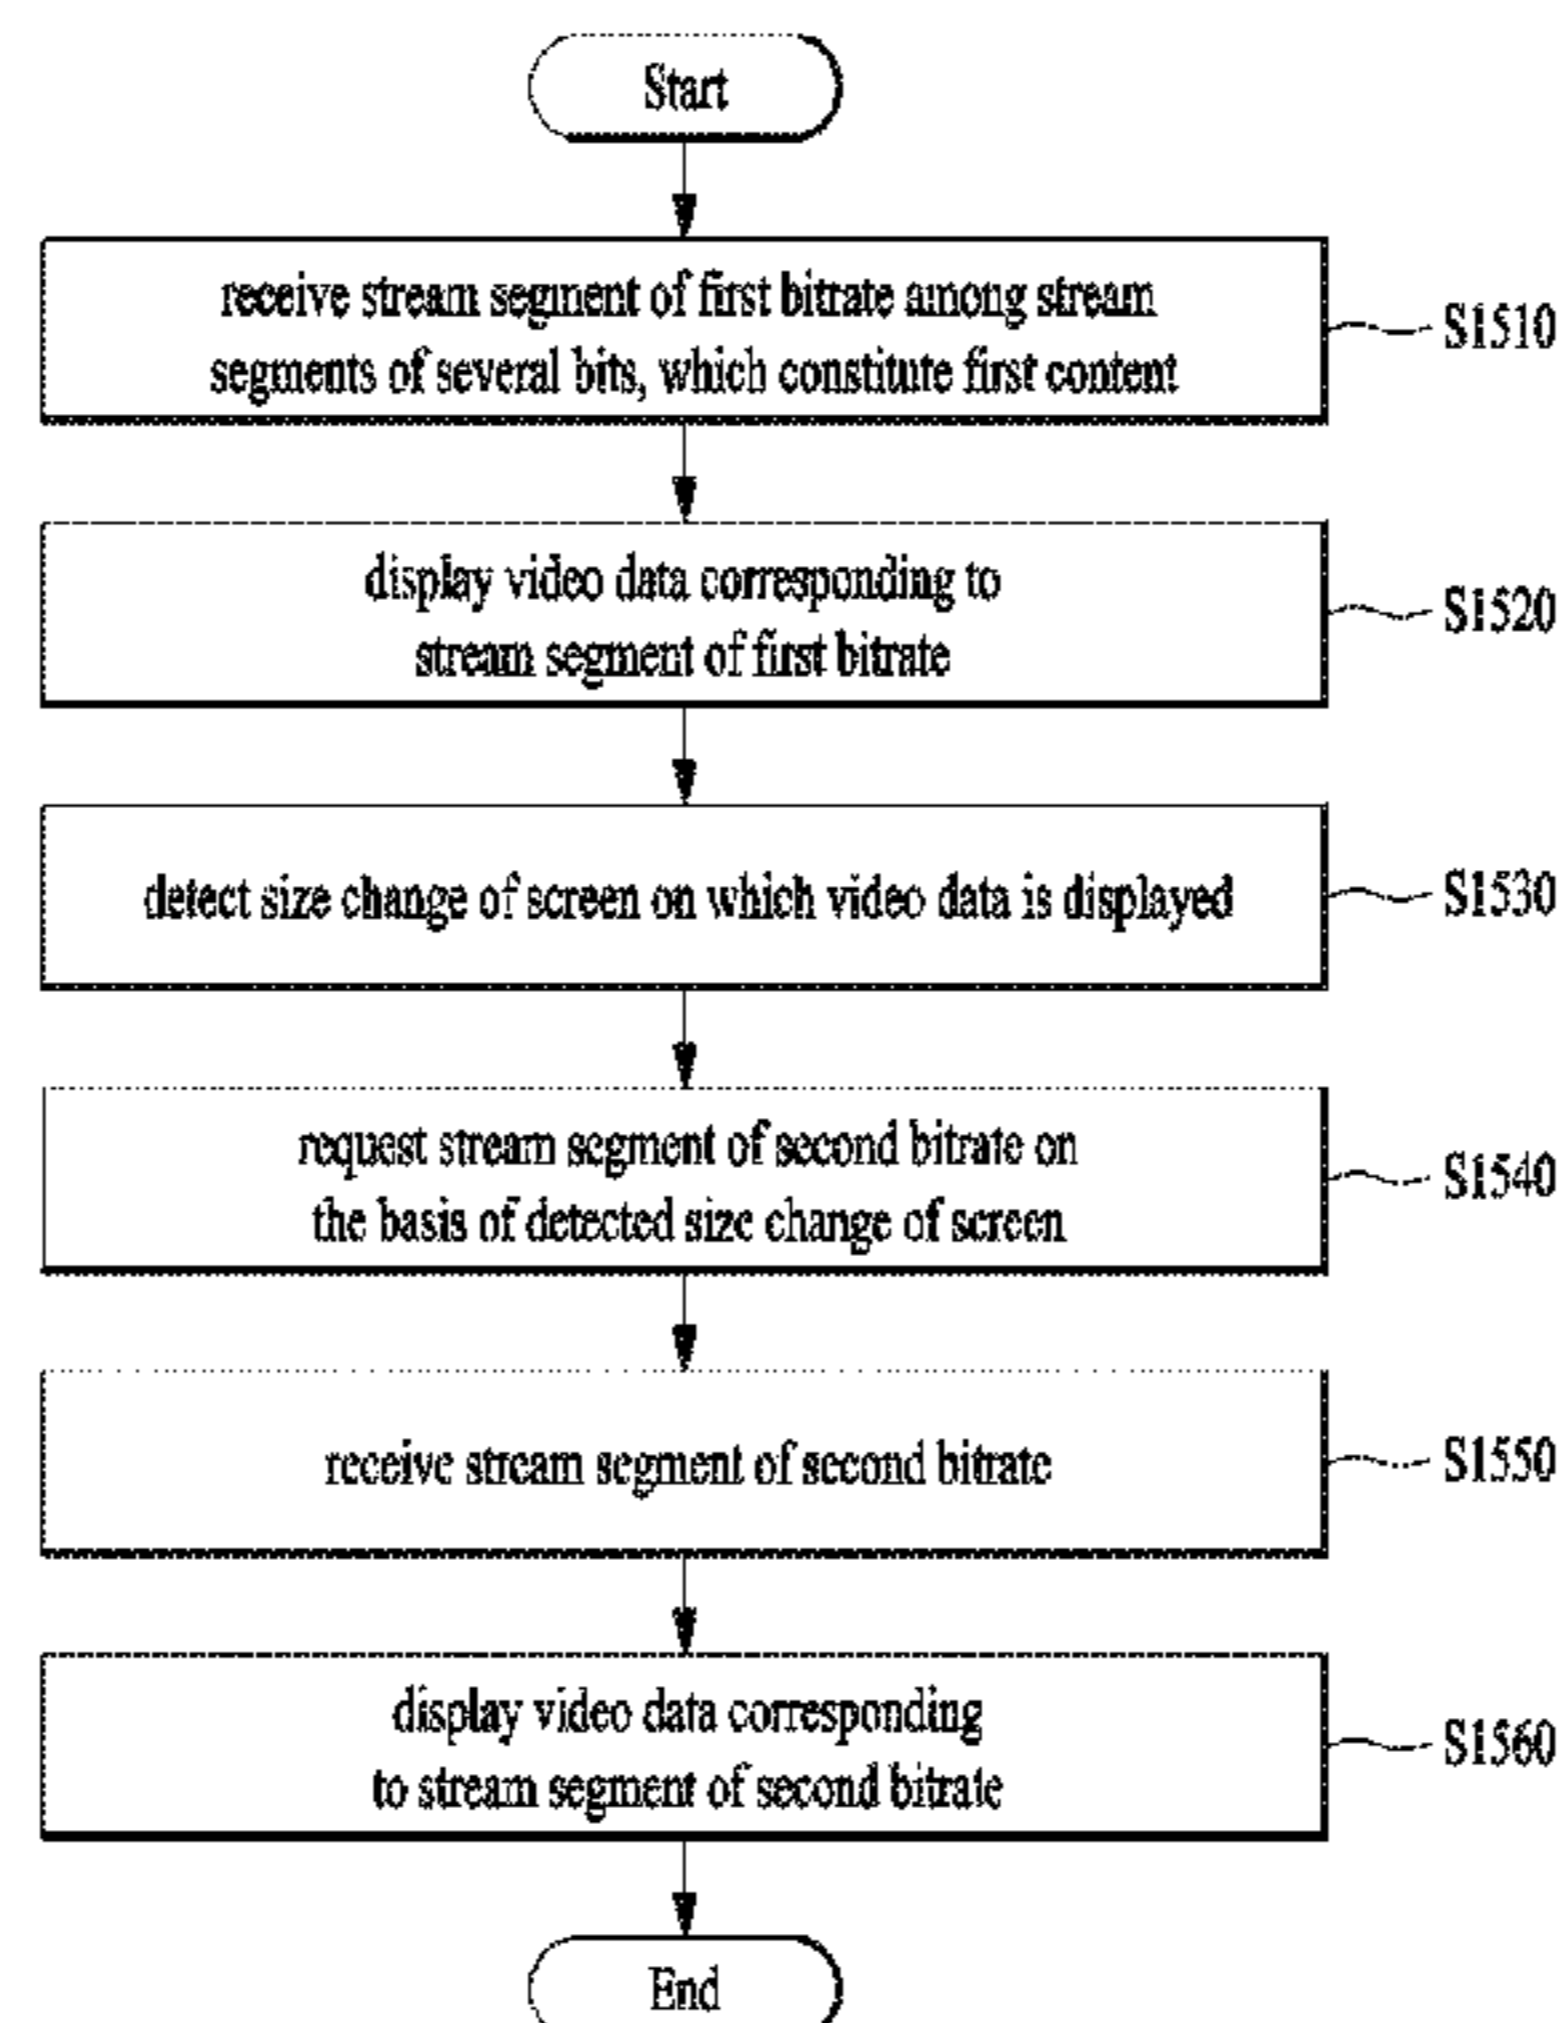 Start
receive stream segment of first bitrate among stream
segments of several bits, which constitute first content
S1510
display video data corresponding to
stream segment of first bitrate
S1520
detect size change of screen on which video data is displayed
S1530
request stream segment of second bitrate on
the basis of detected size change of screen
S1540
receive stream segment of second bitrate
S1550
display video data corresponding
to stream segment of second bitrate
S1560
End